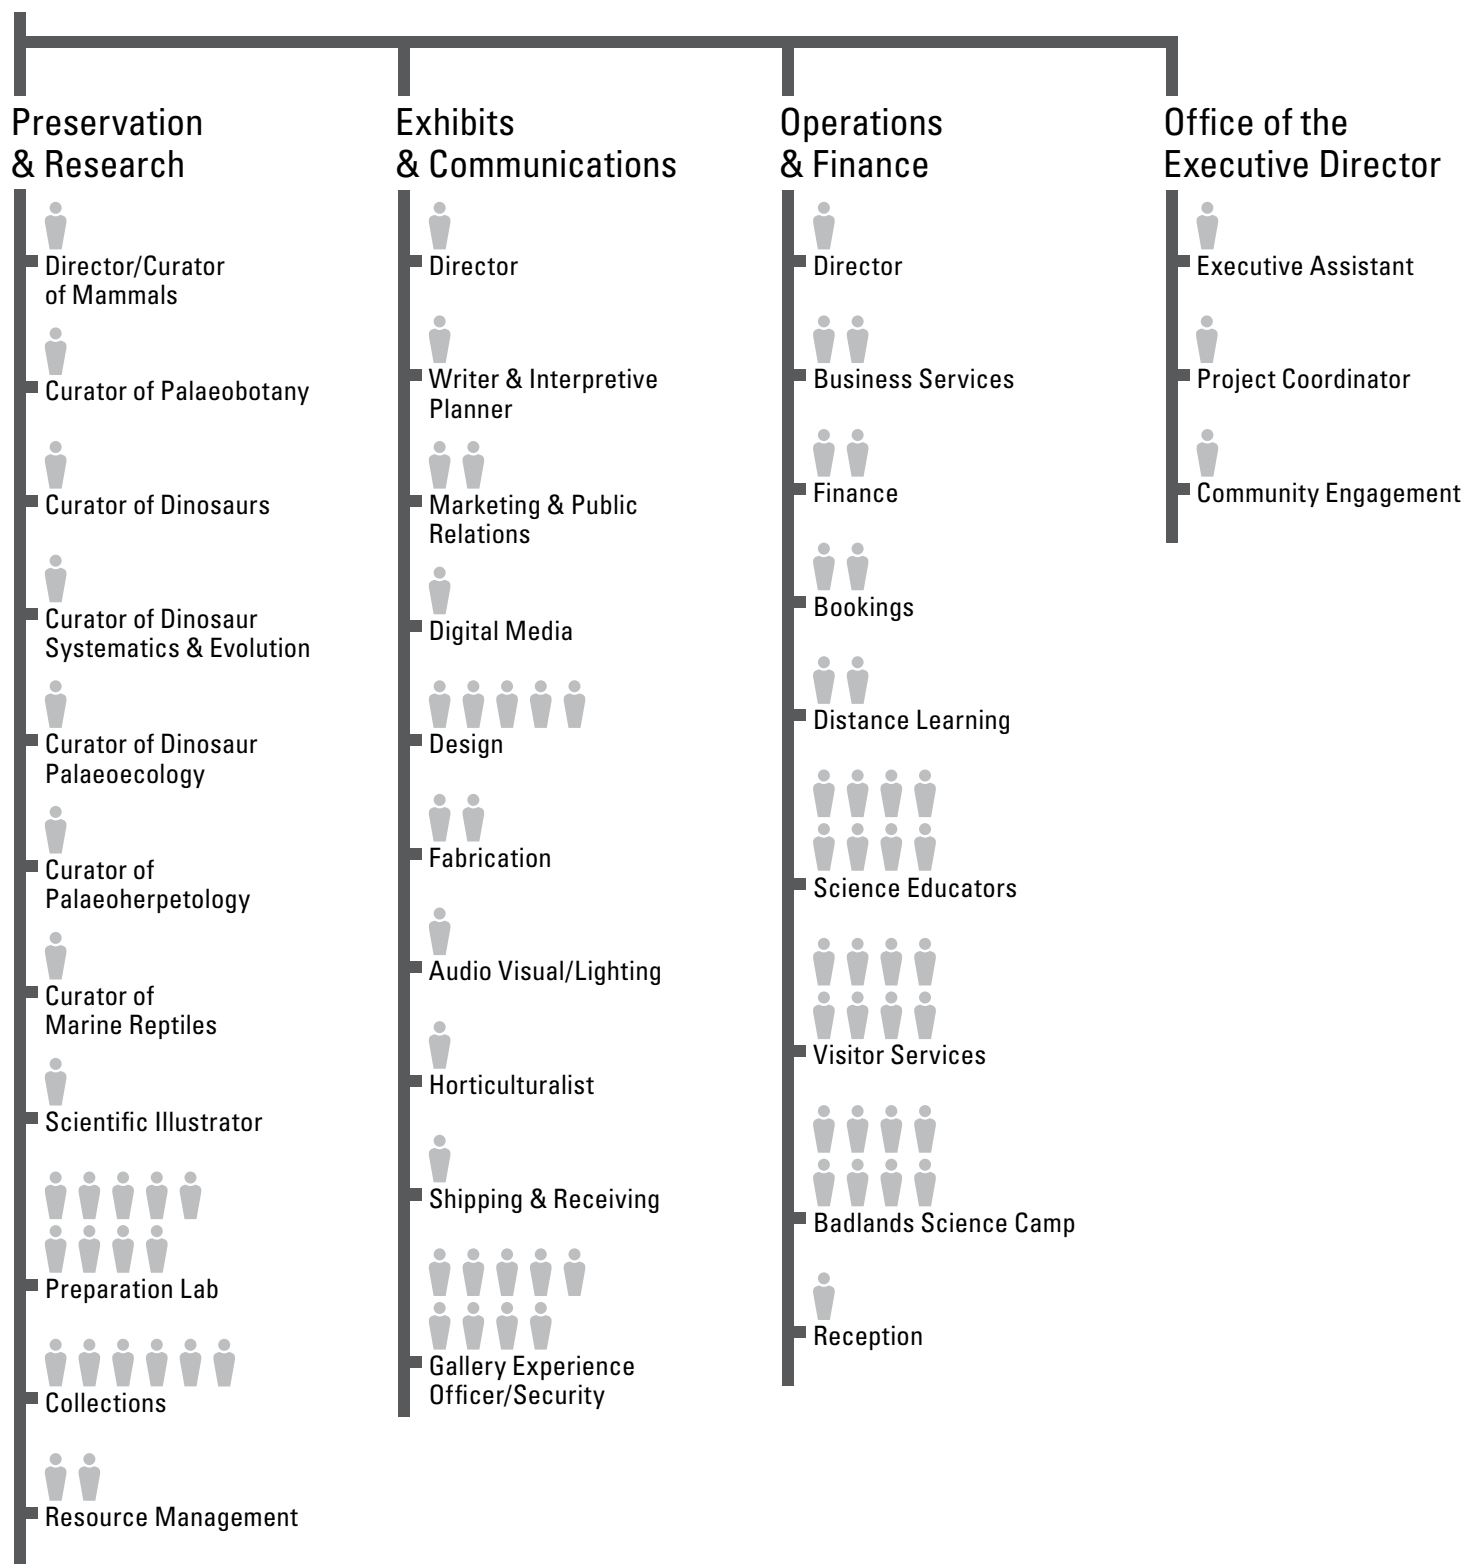 Preservation
& Research
Director/Curator
of Mammals
Curator of Palaeobotany
Curator of Dinosaurs
Curator of Dinosaur
Systematics & Evolution
Curator of Dinosaur
Palaeoecology
Curator of
Palaeoherpetology
Curator of
Marine Reptiles
Scientific Illustrator
Preparation Lab
Collections
Resource Management
Exhibits
& Communications
Director
Writer & Interpretive
Planner
Marketing & Public
Relations
Digital Media
Design
Fabrication
Audio Visual/Lighting
Horticulturalist
Shipping & Receiving
Gallery Experience
Officer/Security
Operations
& Finance
Director
Business Services
Finance
Bookings
Distance Learning
Science Educators
Visitor Services
Badlands Science Camp
Reception
Office of the
Executive Director
Executive Assistant
Project Coordinator
Community Engagement